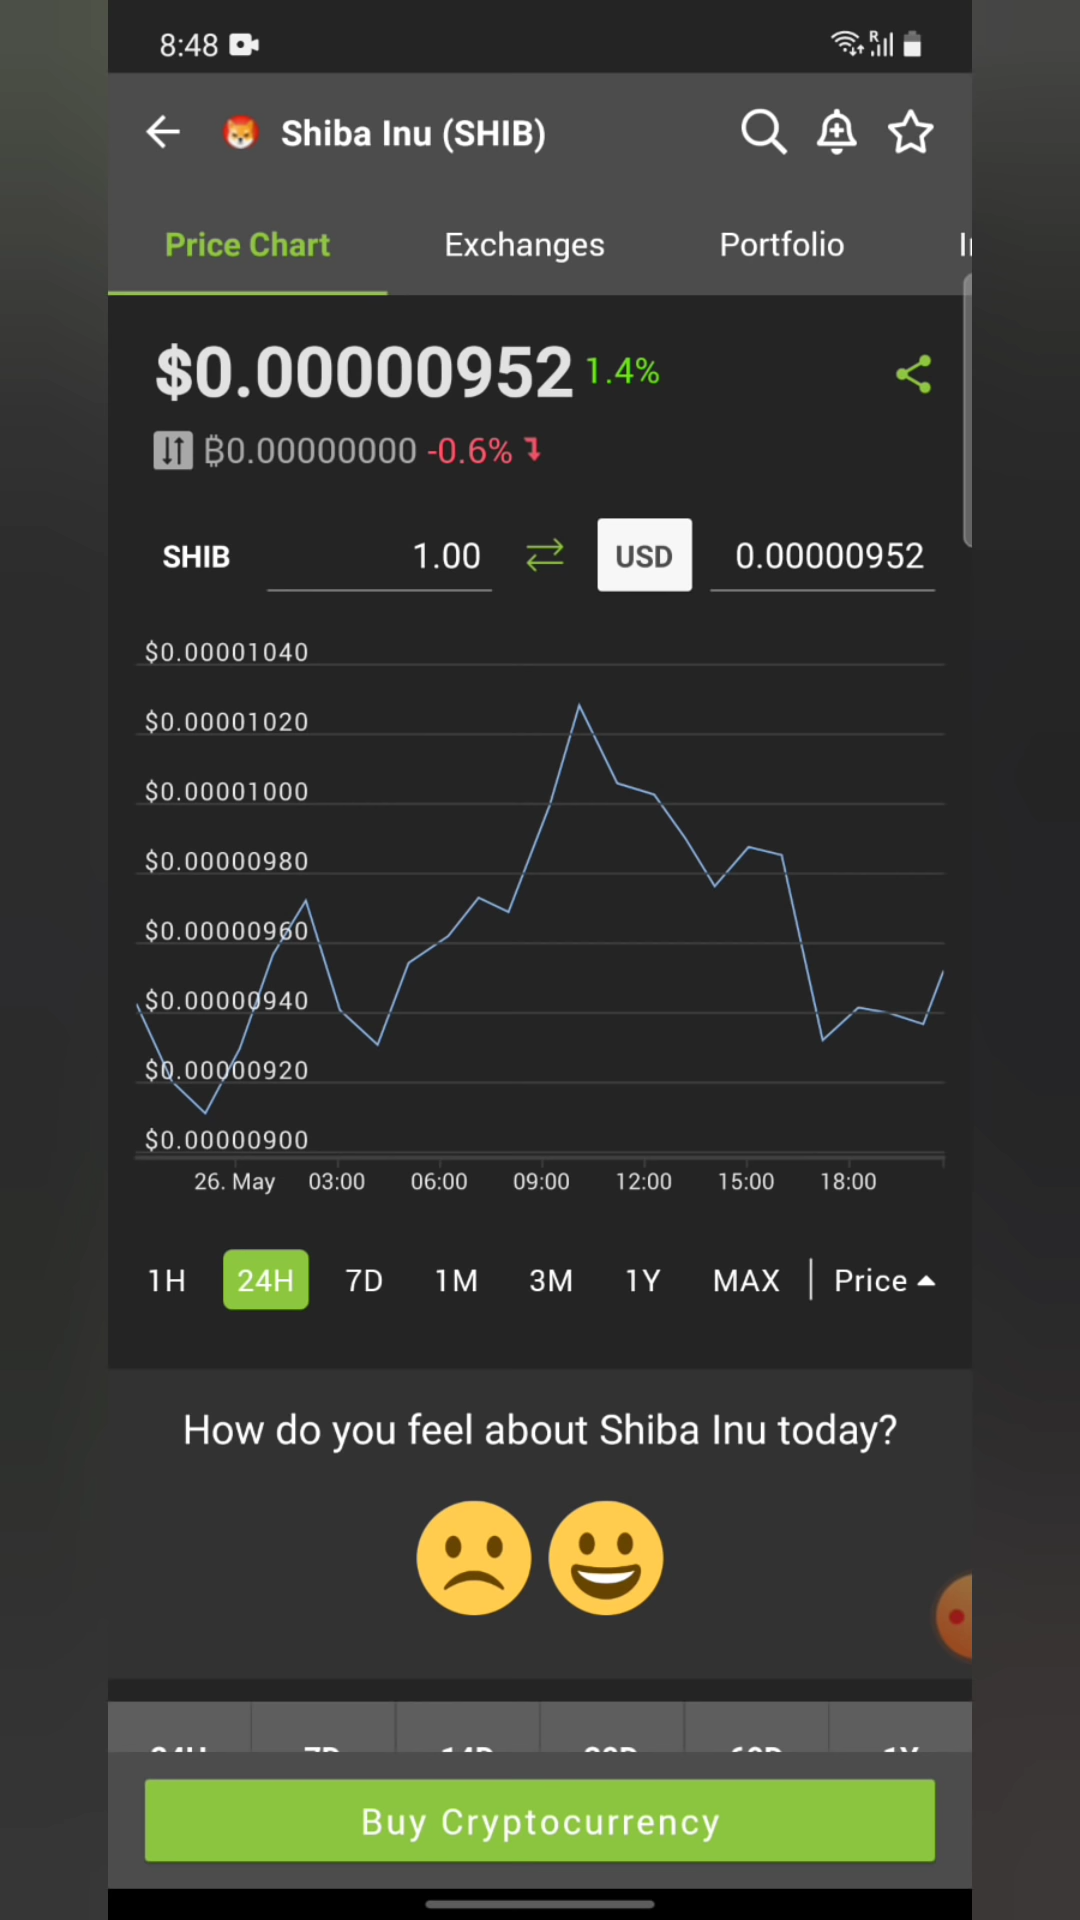 8:48
R
Shiba Inu (SHIB)
Price Chart Exchanges Portfolio
$0.00000952 1.4%
₿0.00000000 -0.6%
SHIB 1.00 USD 0.00000952
$0.00001040
$0.00001020
$0.00001000
$0.00000980
$0.00000960
$0.00000940
$0.00000920
$0.00000900
26. May 03:00 06:00 09:00 12:00 15:00 18:00
1H 24H 7D 1M 3M 1Y MAX | Price
How do you feel about Shiba Inu today?
Buy Cryptocurrency